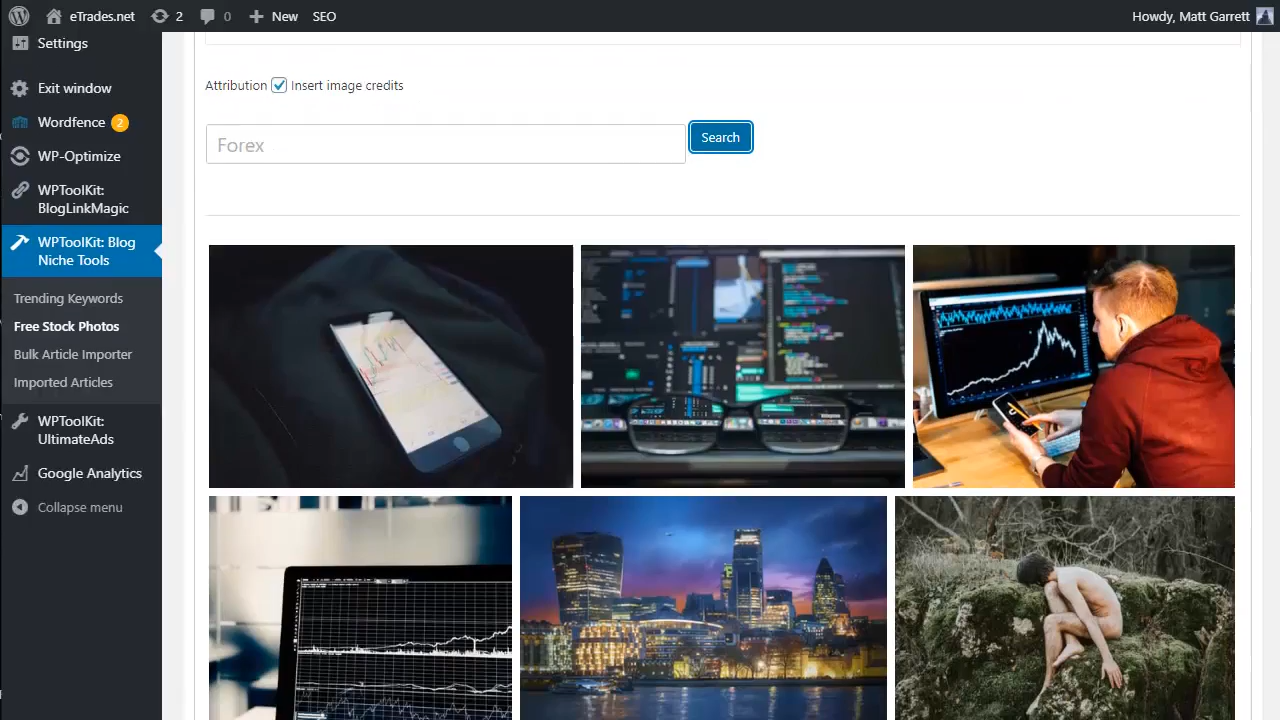 eTrades.net
2
0
New
SEO
Howdy, Matt Garrett
Settings
Exit window
Wordfence 2
WP-Optimize
WPToolKit:
BlogLinkMagic
WPToolKit: Blog
Niche Tools
Trending Keywords
Free Stock Photos
Bulk Article Importer
Imported Articles
WPToolKit:
UltimateAds
Google Analytics
Collapse menu
Attribution Insert image credits
Forex
Search